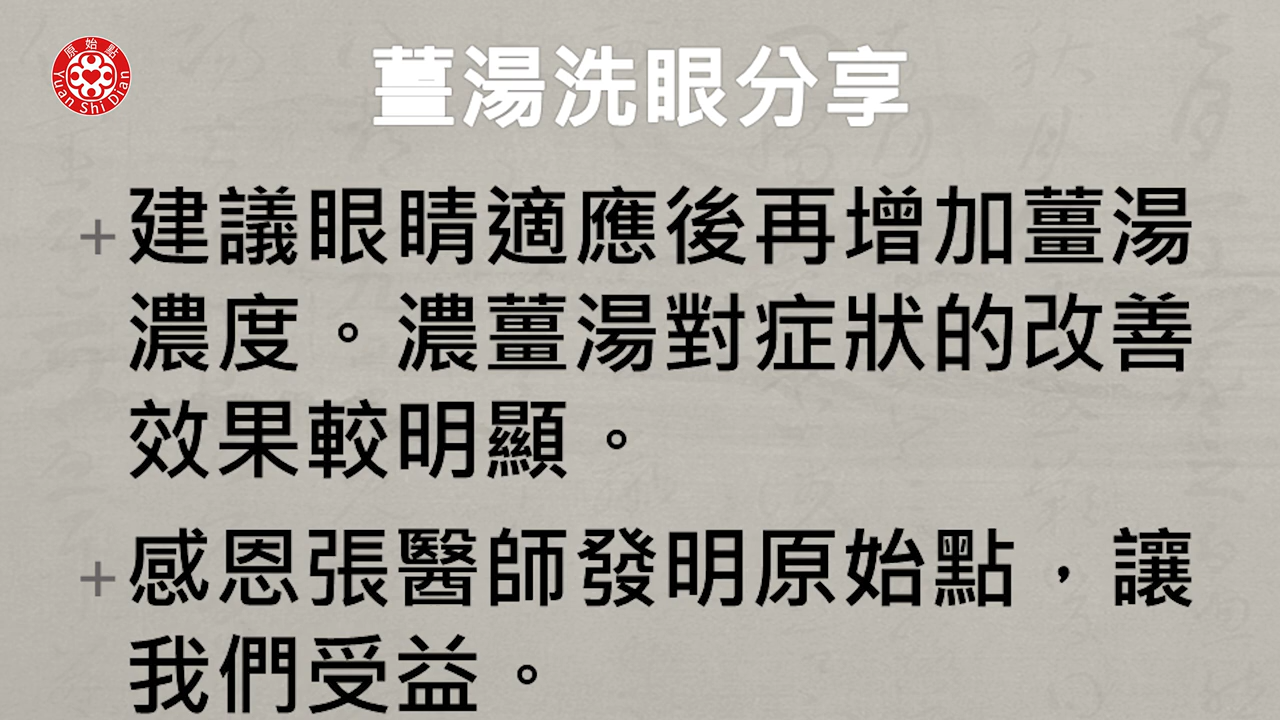 原始點
Yuan Shi Dian
薑湯洗眼分享
+建議眼睛適應後再增加薑湯
濃度。濃薑湯對症狀的改善
效果較明顯。
+感恩張醫師發明原始點，讓
我們受益。